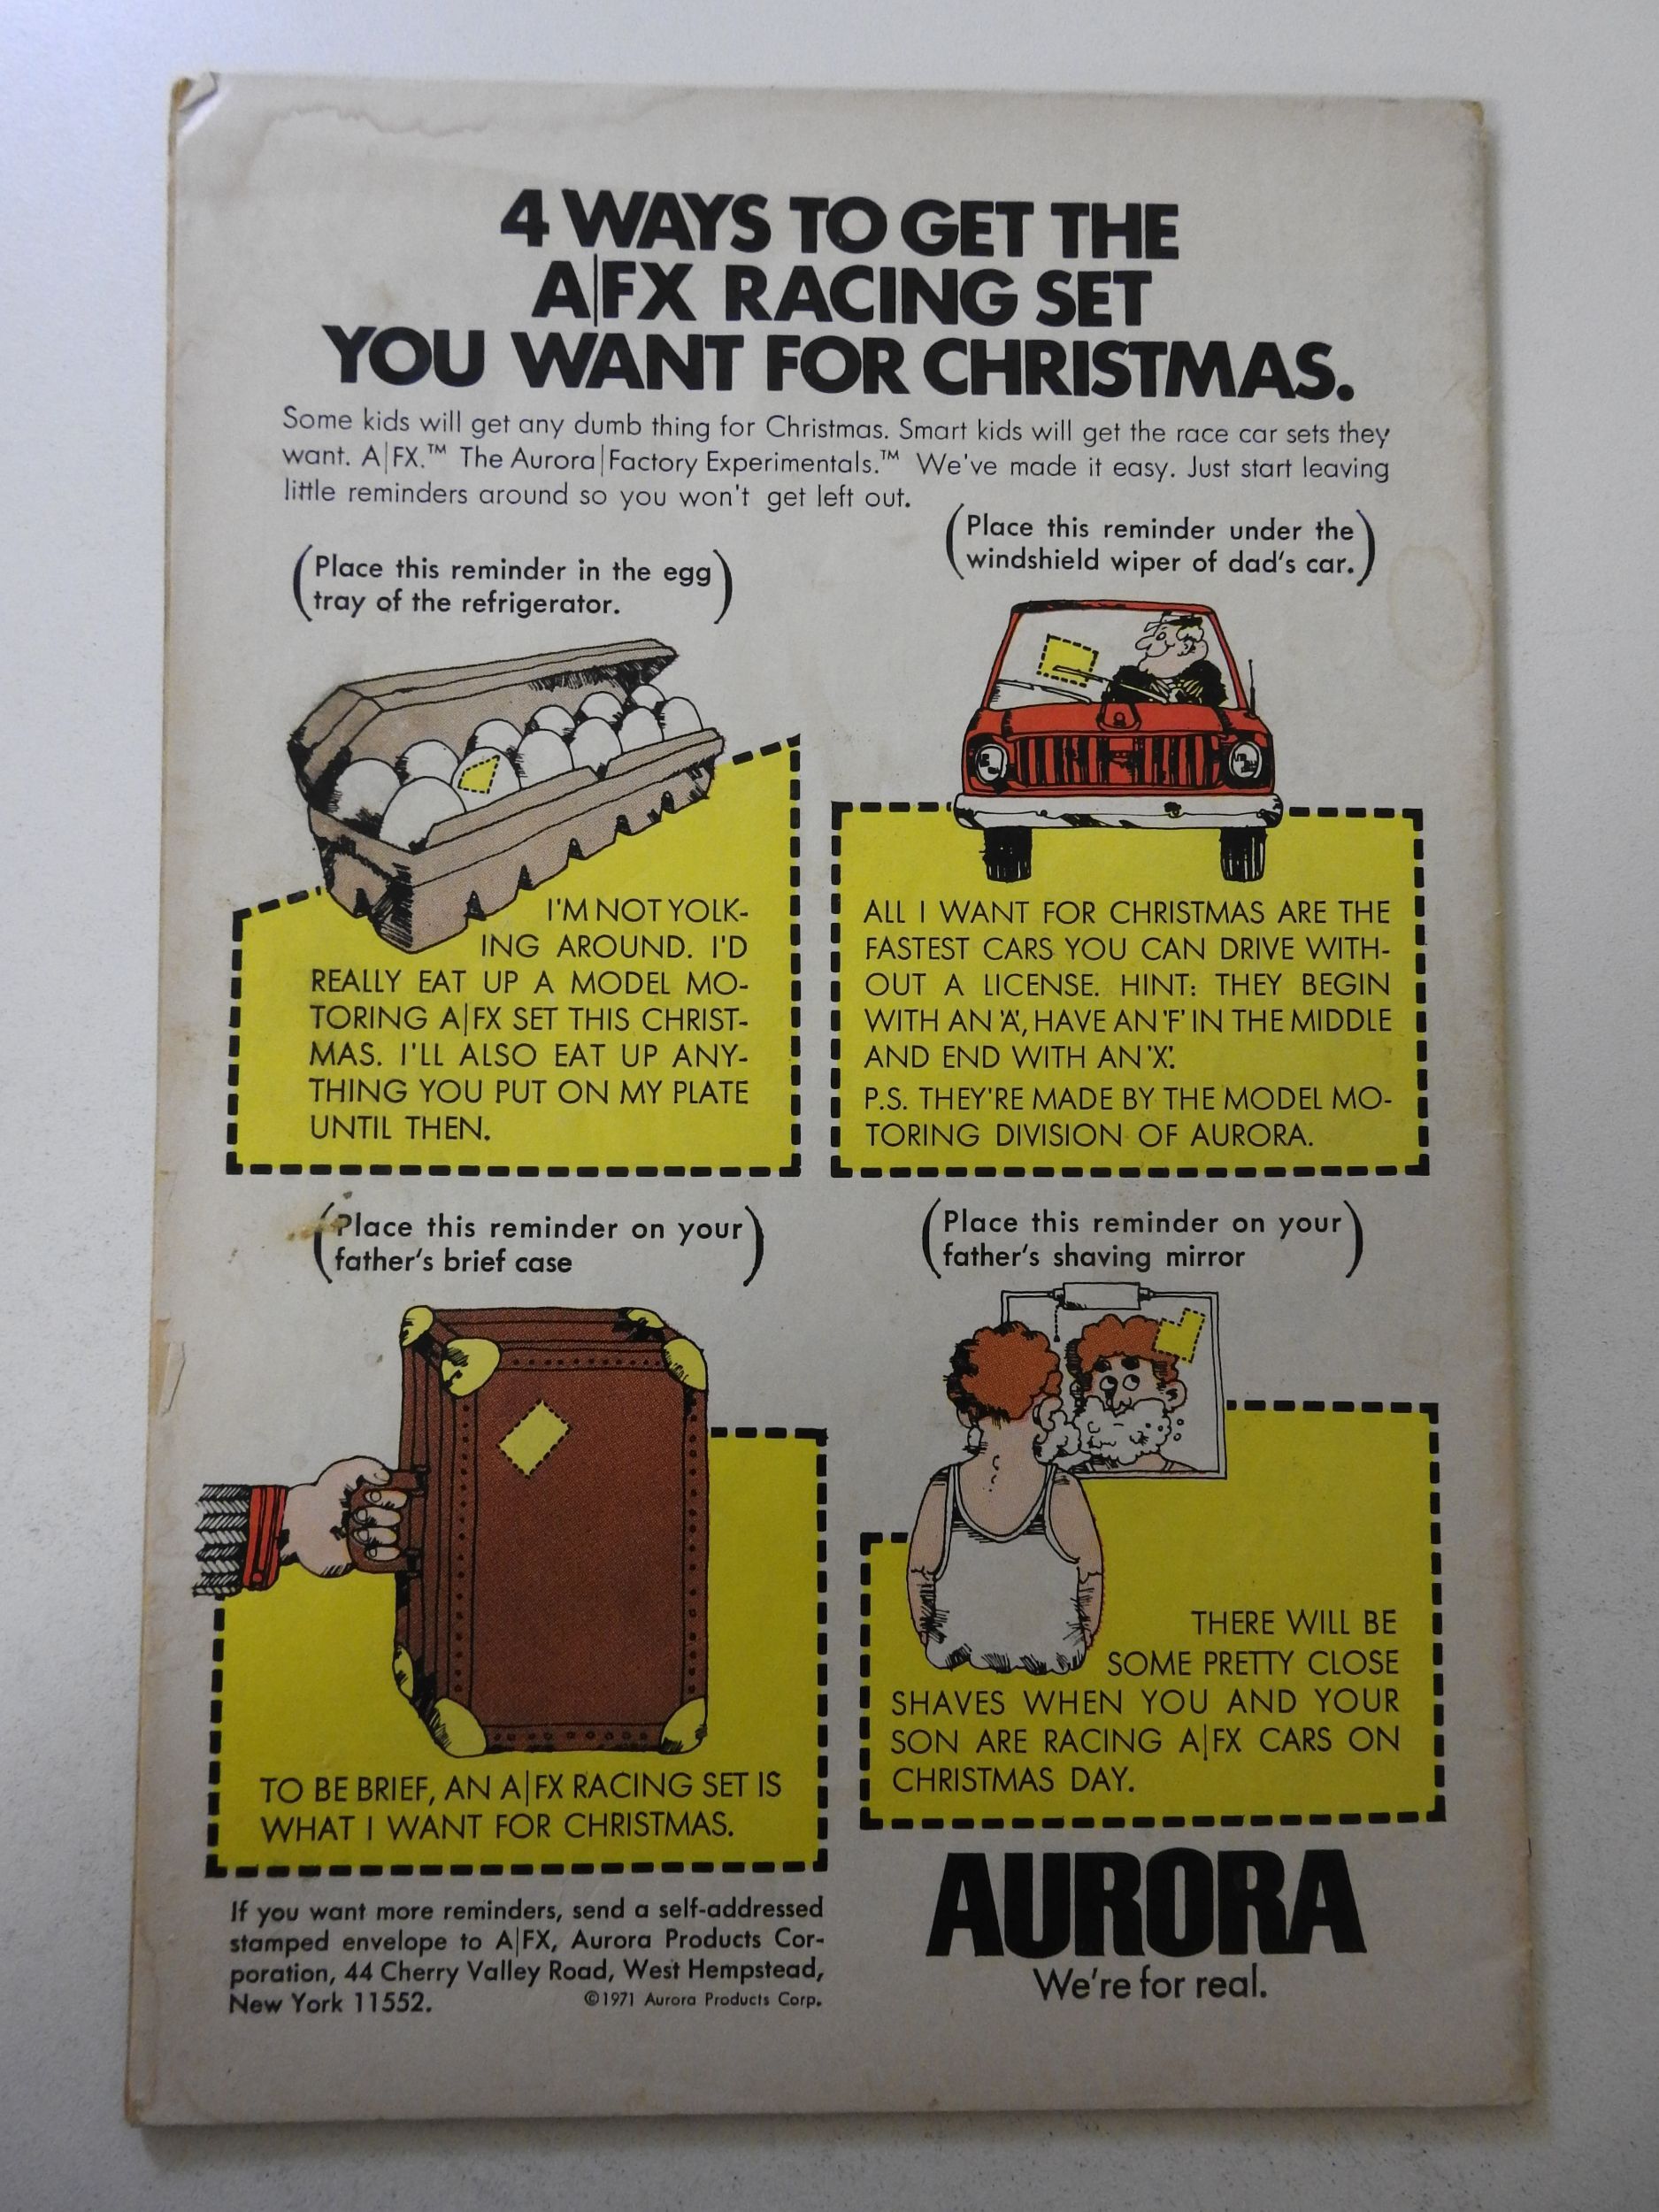 4 WAYS TO GET THE
A|FX RACING SET
YOU WANT FOR CHRISTMAS.
Some kids will get any dumb thing for Christmas. Smart kids will get the race car sets they
want. A|FX.™ The Aurora|Factory Experimentals.™ We've made it easy. Just start leaving
little reminders around so you won't get left out.
(Place this reminder in the egg
tray of the refrigerator.)
I'M NOT YOLK-
ING AROUND. I'D
REALLY EAT UP A MODEL MO-
TORING A|FX SET THIS CHRIST-
MAS. I'LL ALSO EAT UP ANY-
THING YOU PUT ON MY PLATE
UNTIL THEN.
(Place this reminder under the
windshield wiper of dad's car.)
ALL I WANT FOR CHRISTMAS ARE THE
FASTEST CARS YOU CAN DRIVE WITH-
OUT A LICENSE. HINT: THEY BEGIN
WITH AN 'A', HAVE AN 'F' IN THE MIDDLE
AND END WITH AN 'X'.
P.S. THEY'RE MADE BY THE MODEL MO-
TORING DIVISION OF AURORA.
(Place this reminder on your
father's brief case)
TO BE BRIEF, AN A|FX RACING SET IS
WHAT I WANT FOR CHRISTMAS.
(Place this reminder on your
father's shaving mirror)
THERE WILL BE
SOME PRETTY CLOSE
SHAVES WHEN YOU AND YOUR
SON ARE RACING A|FX CARS ON
CHRISTMAS DAY.
If you want more reminders, send a self-addressed
stamped envelope to A|FX, Aurora Products Cor-
poration, 44 Cherry Valley Road, West Hempstead,
New York 11552. ©1971 Aurora Products Corp.
AURORA
We're for real.